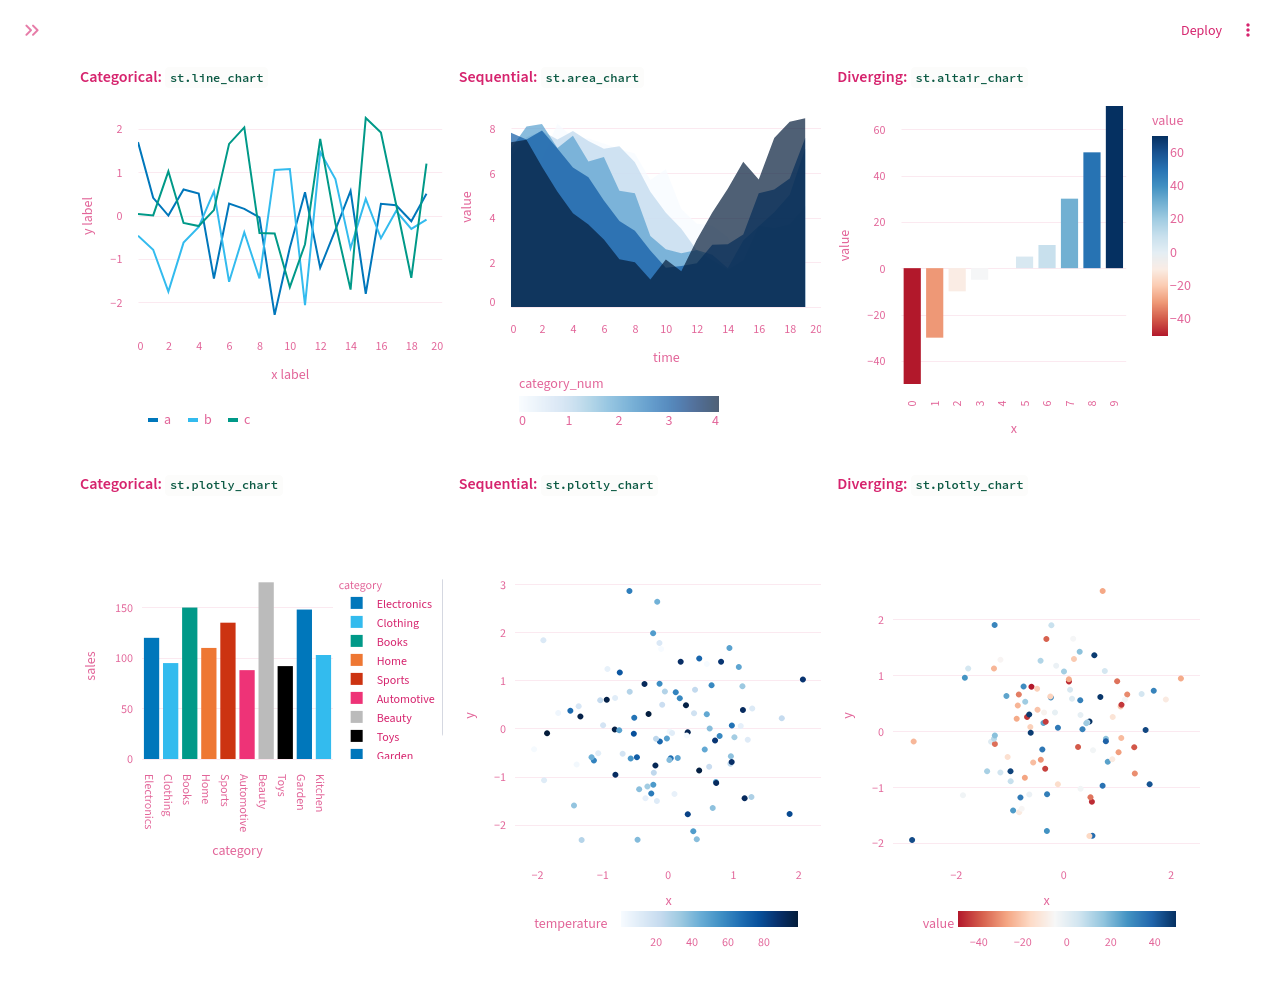 Deploy
Categorical: st.line_chart
y label
2
1
0
−1
−2
0 2 4 6 8 10 12 14 16 18 20
x label
a b c
Sequential: st.area_chart
value
8
6
4
2
0
0 2 4 6 8 10 12 14 16 18 20
time
category_num
0 1 2 3 4
Diverging: st.altair_chart
value
60
40
20
0
−20
−40
0 1 2 3 4 5 6 7 8 9
x
value
60
40
20
0
−20
−40
Categorical: st.plotly_chart
sales
150
100
50
0
Electronics Clothing Books Home Sports Automotive Beauty Toys Garden Kitchen
category
category
Electronics
Clothing
Books
Home
Sports
Automotive
Beauty
Toys
Garden
Sequential: st.plotly_chart
y
3
2
1
0
−1
−2
−2 −1 0 1 2
x
temperature
20 40 60 80
Diverging: st.plotly_chart
y
2
1
0
−1
−2
−2 0 2
x
value
−40 −20 0 20 40